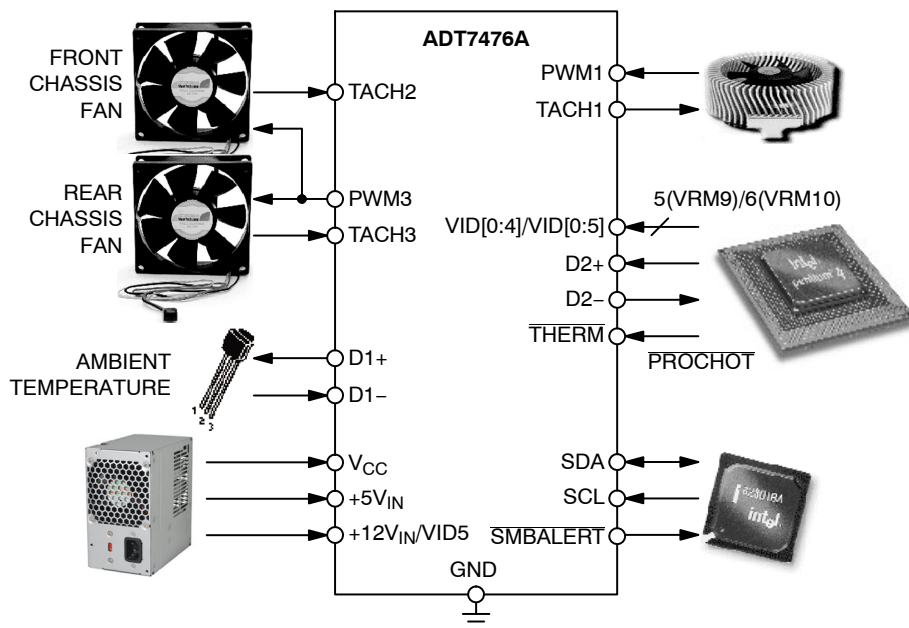 ADT7476A
FRONT
CHASSIS
FAN
TACH2
PWM3
REAR
CHASSIS
FAN
TACH3
AMBIENT
TEMPERATURE
D1+
D1−
1
2
3
VCC
+5VIN
+12VIN/VID5
GND
PWM1
TACH1
5(VRM9)/6(VRM10)
VID[0:4]/VID[0:5]
D2+
D2−
THERM
PROCHOT
intel
pentium 4
SDA
SCL
SMBALERT
intel